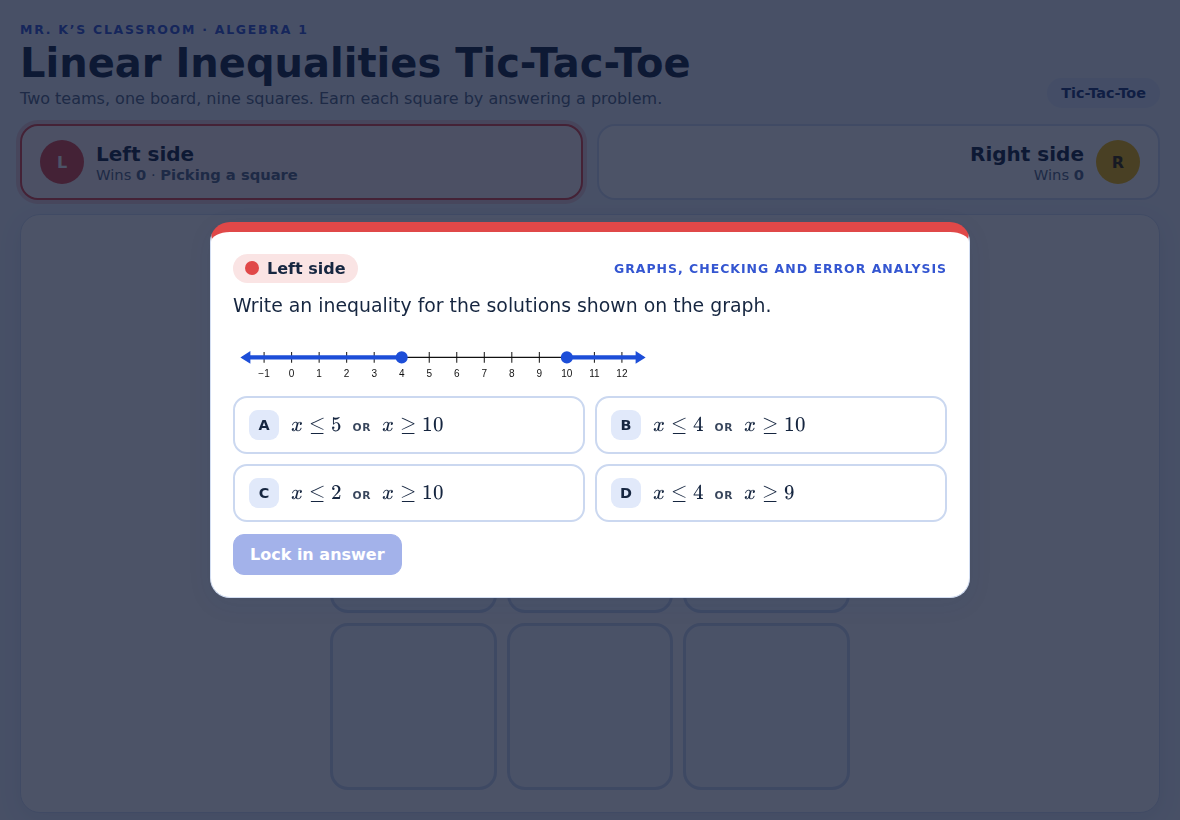 MR. K'S CLASSROOM · ALGEBRA 1
Linear Inequalities Tic-Tac-Toe
Two teams, one board, nine squares. Earn each square by answering a problem.
Tic-Tac-Toe
L
Left side
Wins 0 · Picking a square
Right side
Wins 0
R
Left side
GRAPHS, CHECKING AND ERROR ANALYSIS
Write an inequality for the solutions shown on the graph.
−1 0 1 2 3 4 5 6 7 8 9 10 11 12
A x ≤ 5 OR x ≥ 10
B x ≤ 4 OR x ≥ 10
C x ≤ 2 OR x ≥ 10
D x ≤ 4 OR x ≥ 9
Lock in answer